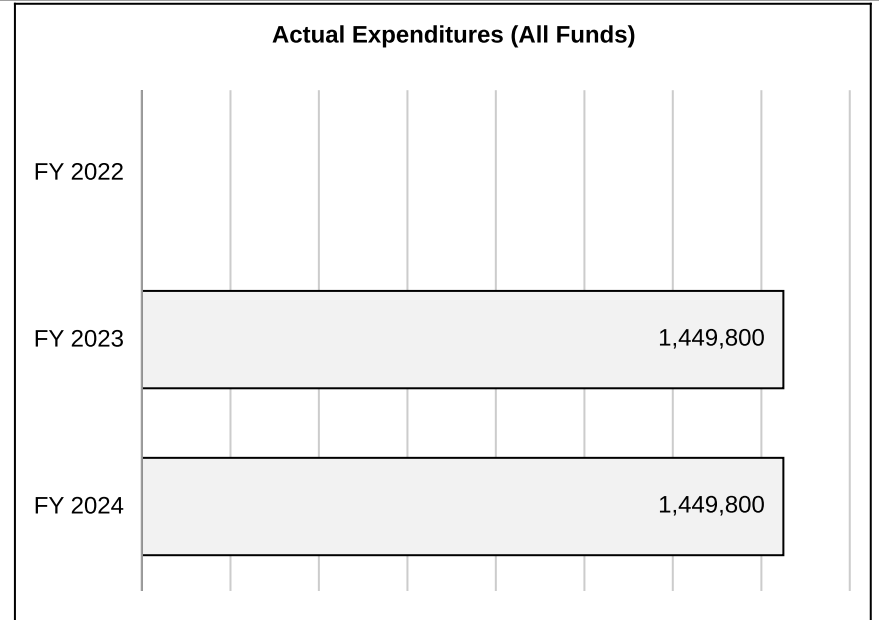 Actual Expenditures (All Funds)
FY 2022
FY 2023
1,449,800
FY 2024
1,449,800